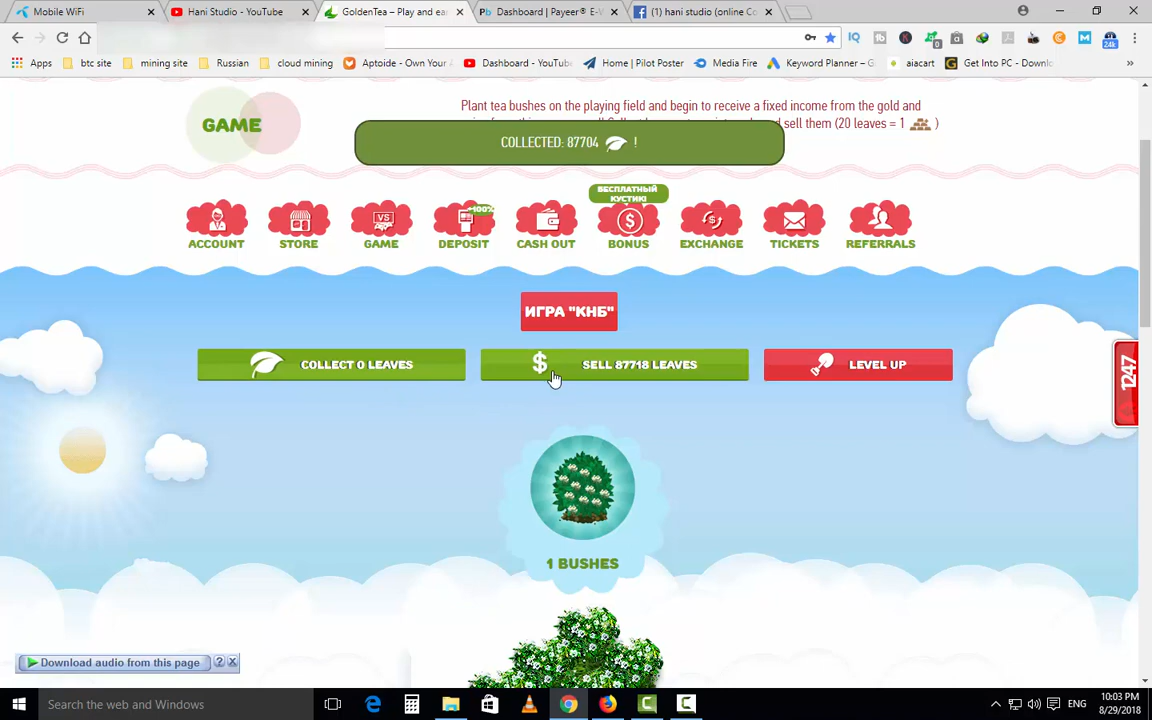 Mobile WiFi
Hani Studio - YouTube
GoldenTea – Play and ea
Pb Dashboard | Payeer® E-W
(1) hani studio (online Co
Apps
btc site
mining site
Russian
cloud mining
Aptoide - Own Your
Dashboard - YouTube
Home | Pilot Poster
Media Fire
Keyword Planner – G
aiacart
Get Into PC - Downlo
Plant tea bushes on the playing field and begin to receive a fixed income from the gold and
sell them (20 leaves = 1 )
GAME
COLLECTED: 87704 !
БЕСПЛАТНЫЙ
КУСТИК!
+100%
VS
ACCOUNT
STORE
GAME
DEPOSIT
CASH OUT
BONUS
EXCHANGE
TICKETS
REFERRALS
ИГРА "КНБ"
COLLECT 0 LEAVES
$ SELL 87718 LEAVES
LEVEL UP
1247
1 BUSHES
Download audio from this page ? X
Search the web and Windows
ENG
10:03 PM
8/29/2018